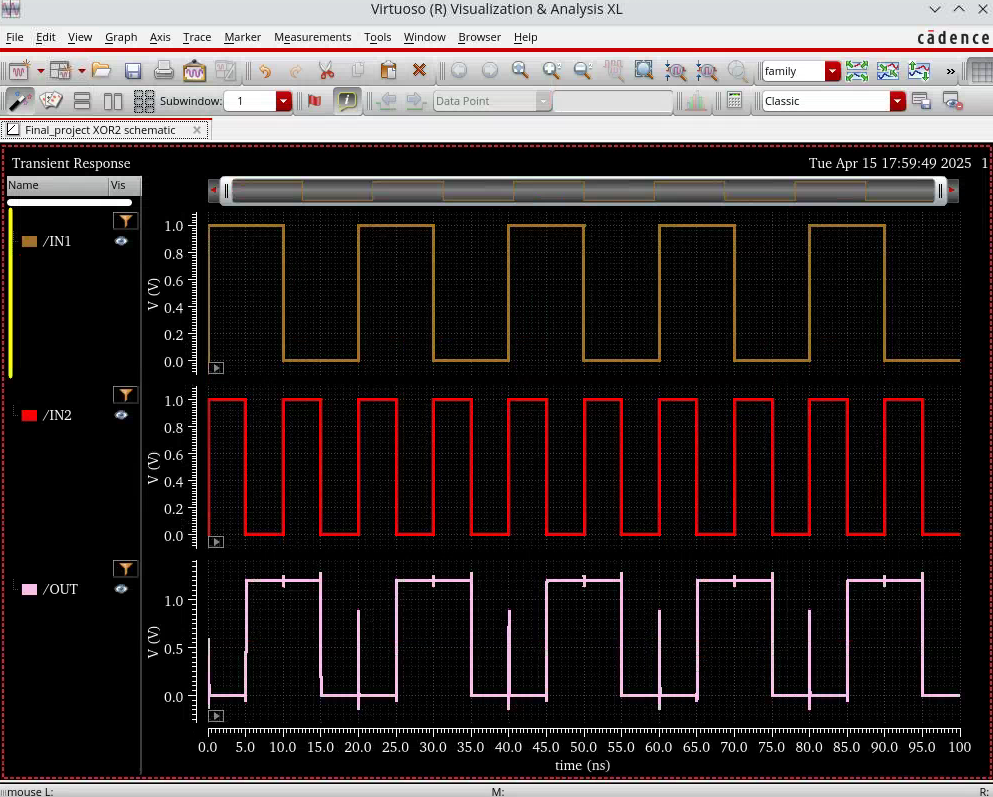 Virtuoso (R) Visualization & Analysis XL
File Edit View Graph Axis Trace Marker Measurements Tools Window Browser Help
cādence
family
»
Subwindow: 1
Data Point
Classic
Final_project XOR2 schematic
Transient Response
Tue Apr 15 17:59:49 2025 1
Name Vis
/IN1
V (V)
1.0
0.8
0.6
0.4
0.2
0.0
/IN2
V (V)
1.0
0.8
0.6
0.4
0.2
0.0
/OUT
V (V)
1.0
0.5
0.0
0.0 5.0 10.0 15.0 20.0 25.0 30.0 35.0 40.0 45.0 50.0 55.0 60.0 65.0 70.0 75.0 80.0 85.0 90.0 95.0 100
time (ns)
mouse L: M: R: